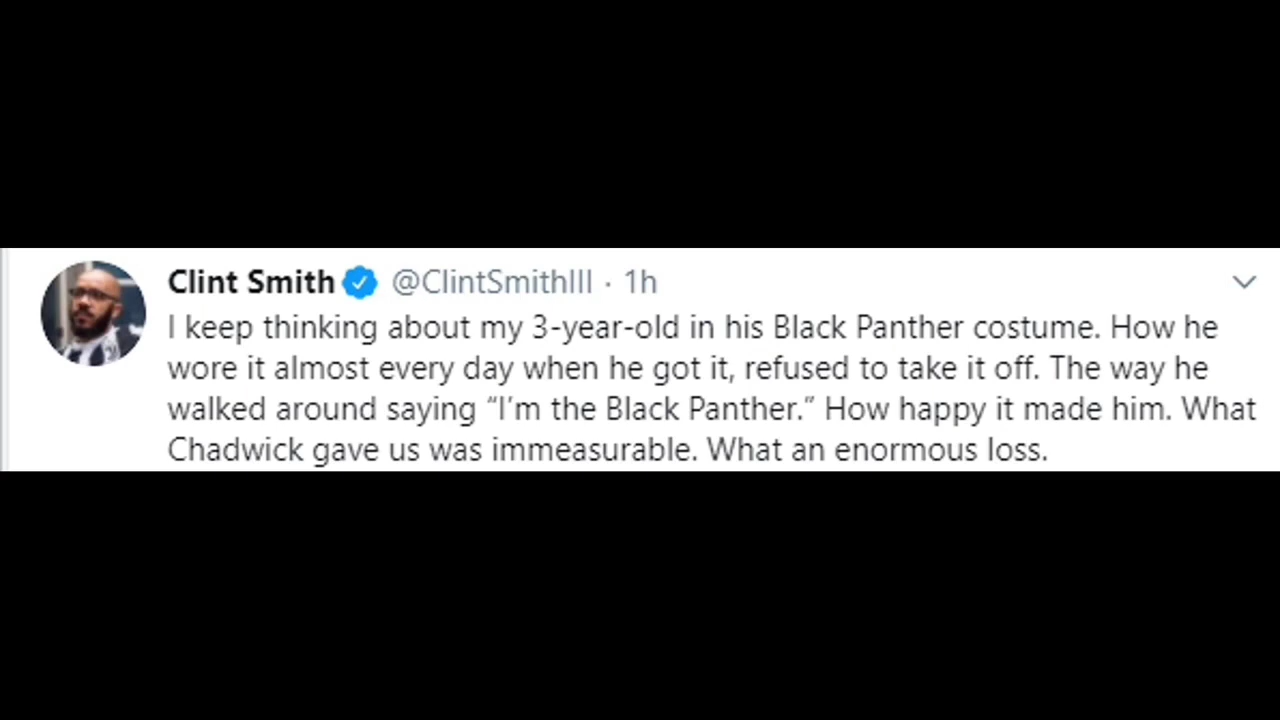 Clint Smith @ClintSmithIII · 1h
I keep thinking about my 3-year-old in his Black Panther costume. How he
wore it almost every day when he got it, refused to take it off. The way he
walked around saying “I’m the Black Panther.” How happy it made him. What
Chadwick gave us was immeasurable. What an enormous loss.